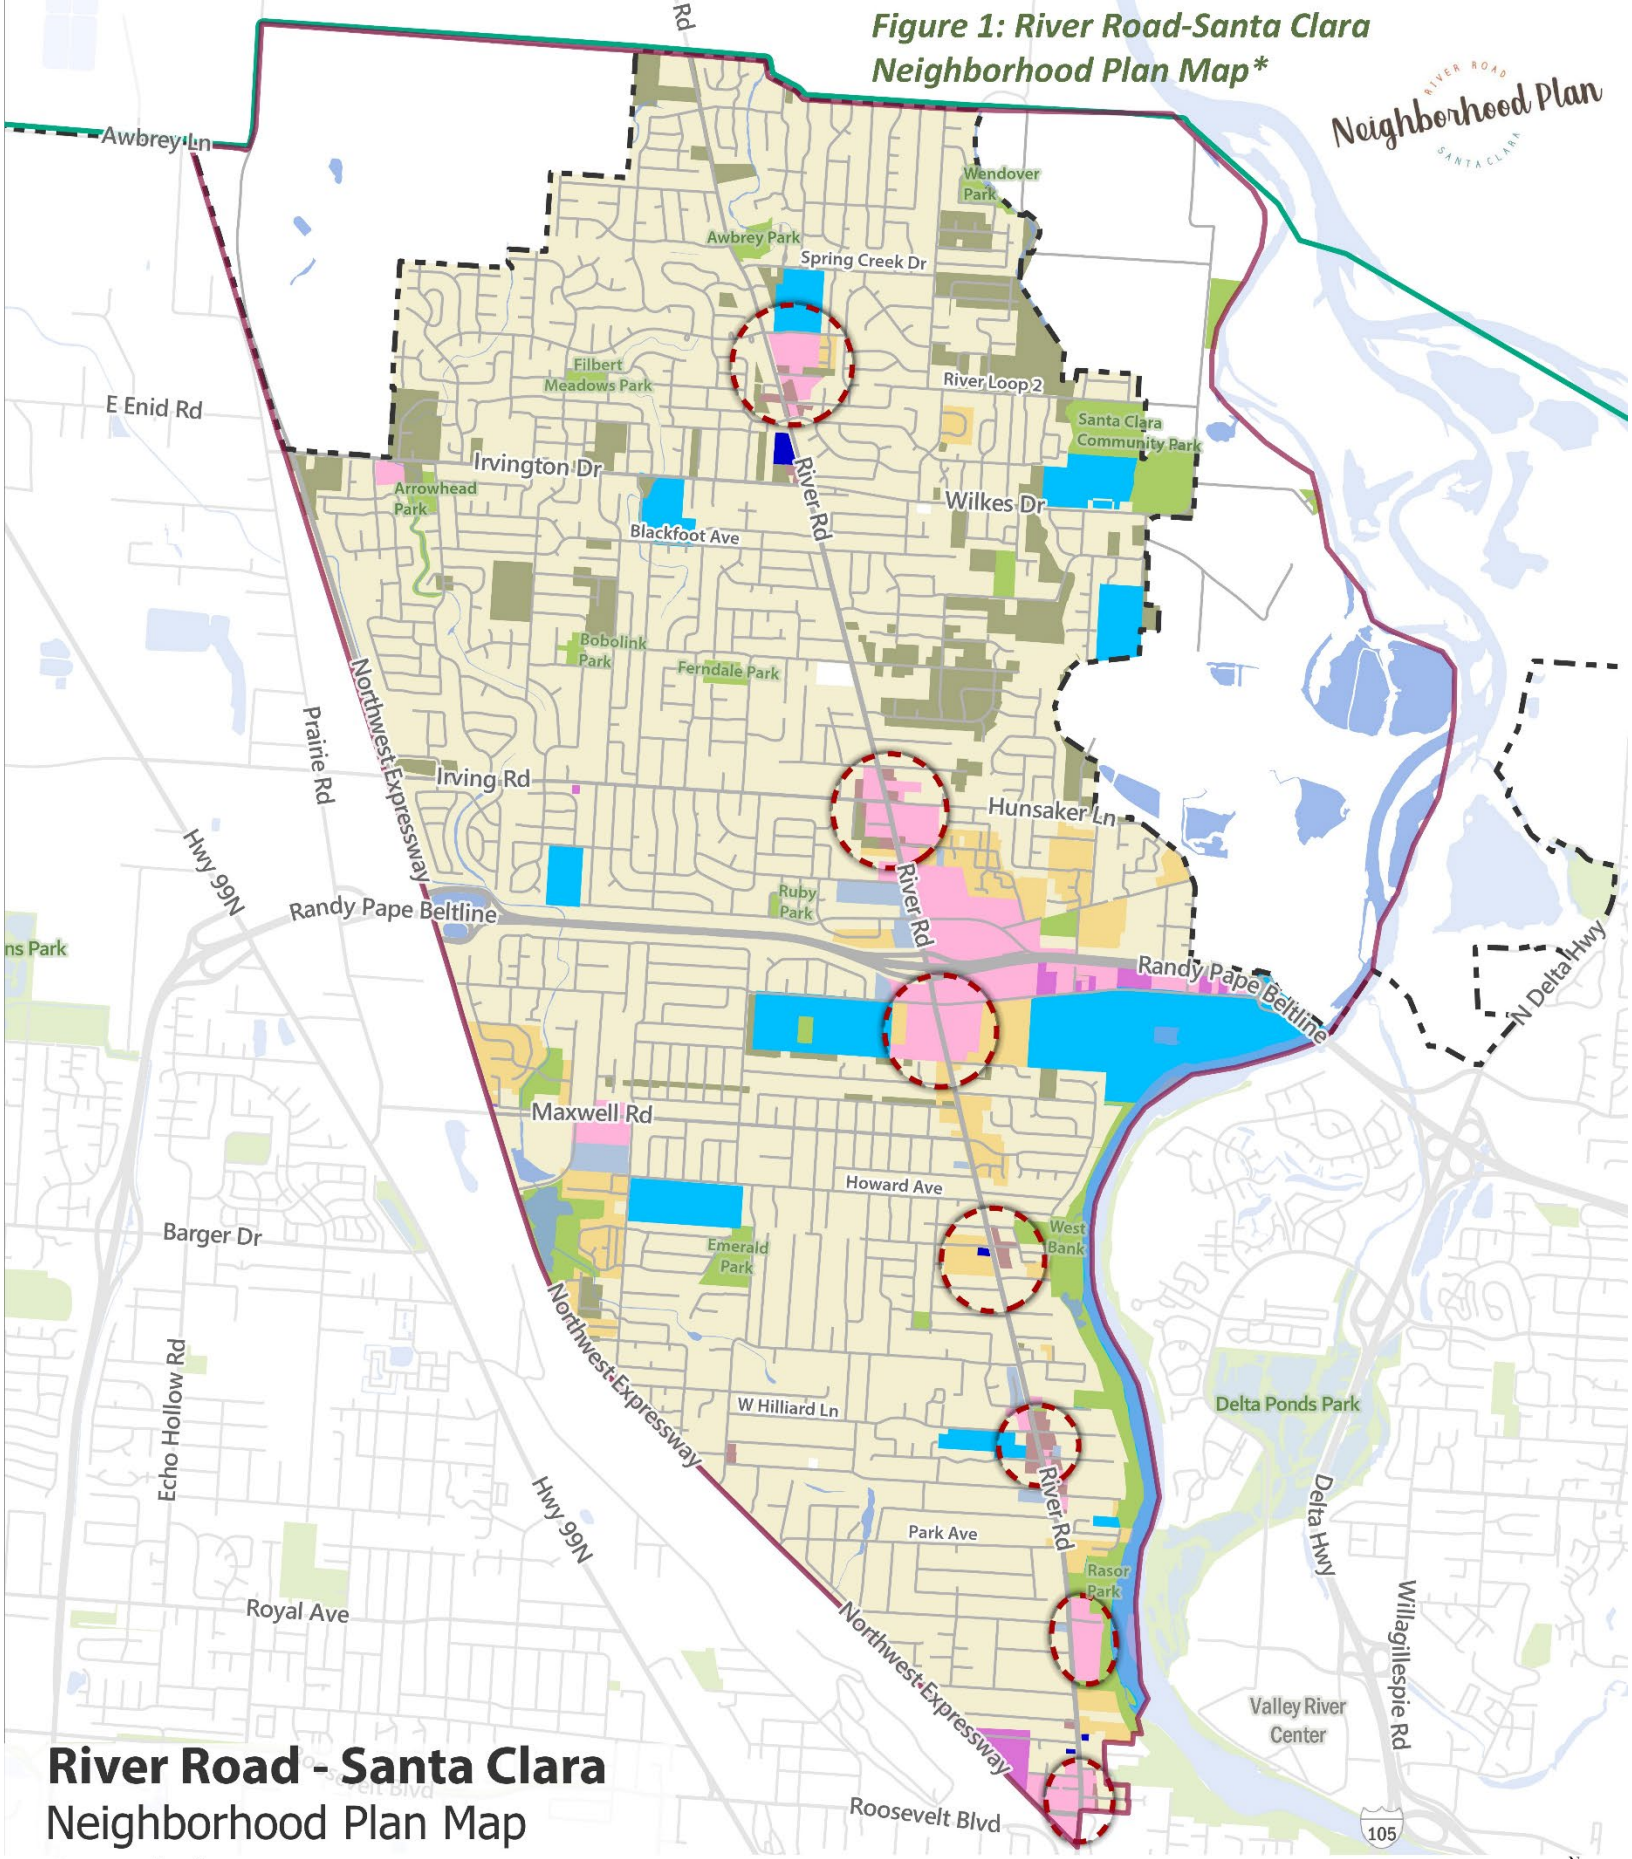 Rd
Figure 1: River Road-Santa Clara
Neighborhood Plan Map*
RIVER ROAD
Neighborhood Plan
SANTA CLARA
Awbrey Ln
Wendover
Park
Awbrey Park
Spring Creek Dr
Filbert
Meadows Park
River Loop 2
E Enid Rd
Santa Clara
Community Park
Irvington Dr
River Rd
Arrowhead
Park
Wilkes Dr
Blackfoot Ave
Bobolink
Park
Ferndale Park
Northwest Expressway
Prairie Rd
Irving Rd
Hunsaker Ln
Hwy 99N
River Rd
Ruby
Park
Randy Pape Beltline
ns Park
Randy Pape Beltline
N Delta Hwy
Maxwell Rd
Howard Ave
Barger Dr
West
Bank
Emerald
Park
Northwest Expressway
Echo Hollow Rd
W Hilliard Ln
Delta Ponds Park
River Rd
Hwy 99N
Park Ave
Delta Hwy
Rasor
Park
Royal Ave
Willagillespie Rd
Northwest Expressway
Valley River
Center
River Road - Santa Clara
Roosevelt Blvd
Neighborhood Plan Map
Roosevelt Blvd
105